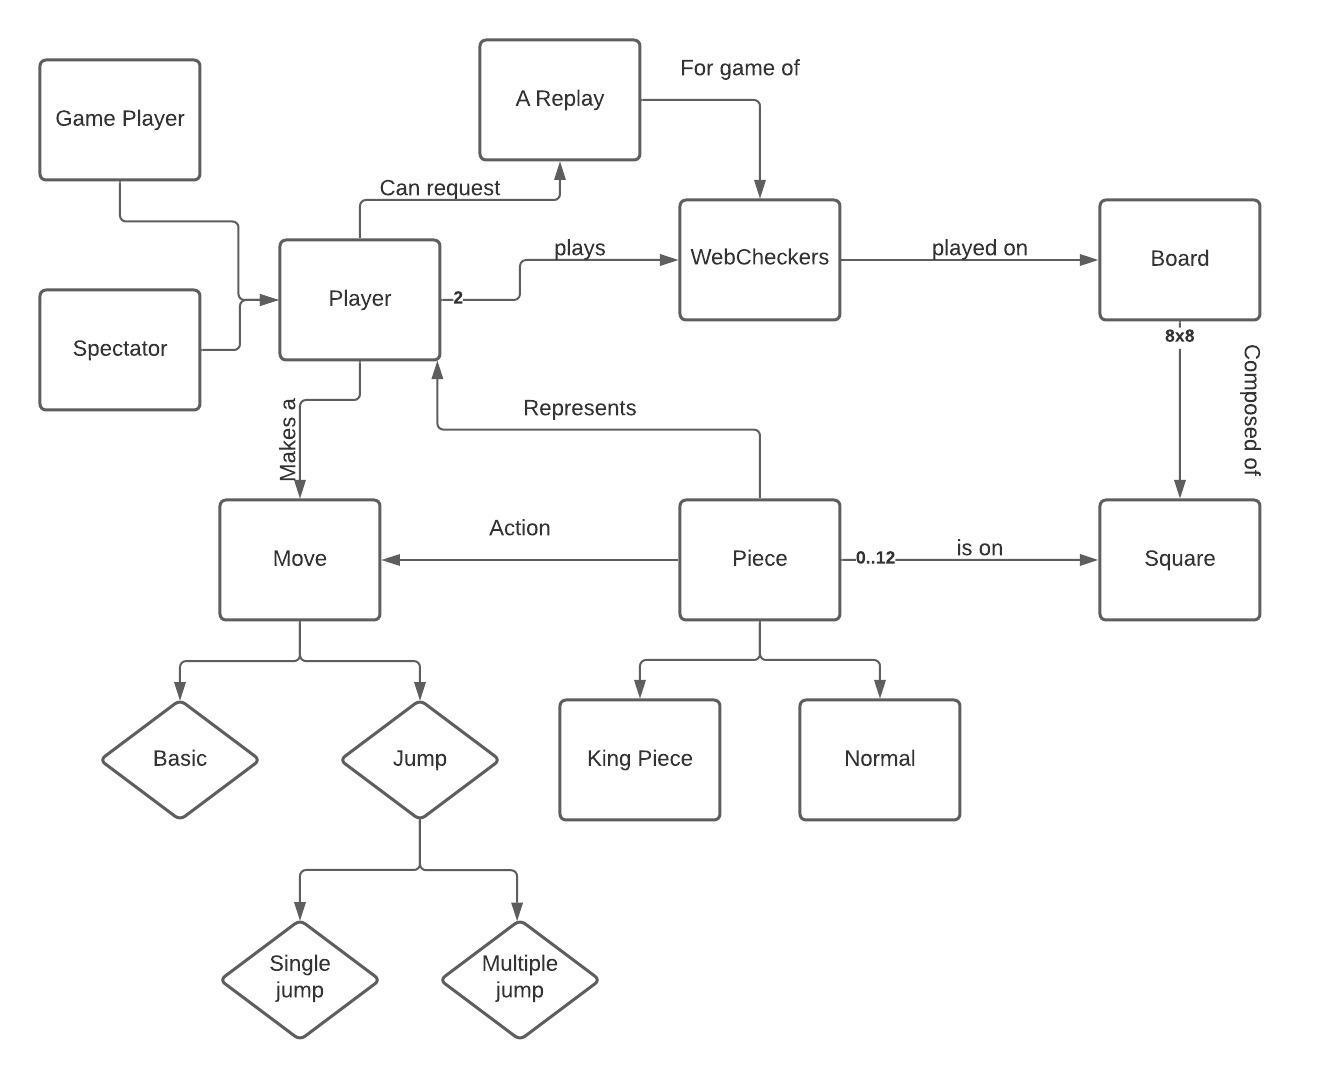 A Replay
For game of
Game Player
Can request
plays
WebCheckers
played on
Board
Player
2
Spectator
8x8
Composed of
Makes a
Represents
Action
Move
Piece
0..12
is on
Square
Basic
Jump
King Piece
Normal
Single
jump
Multiple
jump